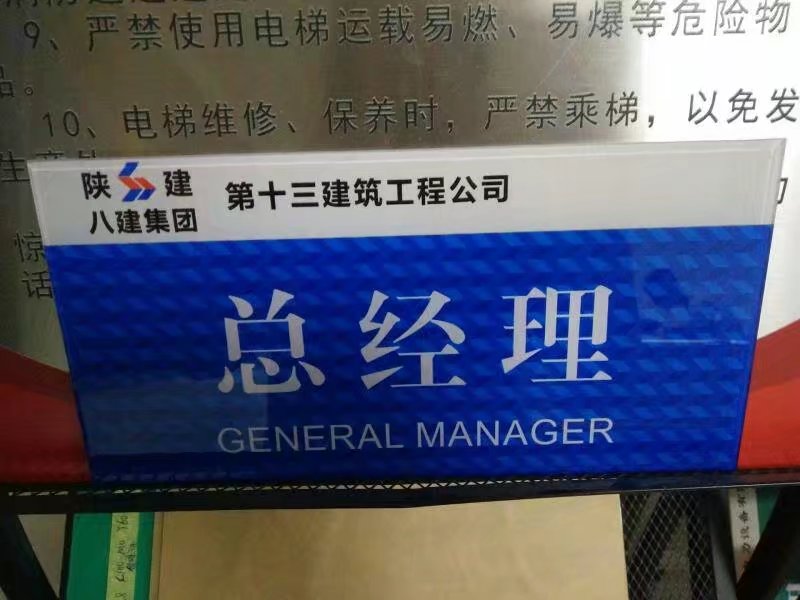 9、严禁使用电梯运载易燃、易爆等危险物
品。
10、电梯维修、保养时，严禁乘梯，以免发
陕 建
八建集团
第十三建筑工程公司
惊
话
总经理
GENERAL MANAGER